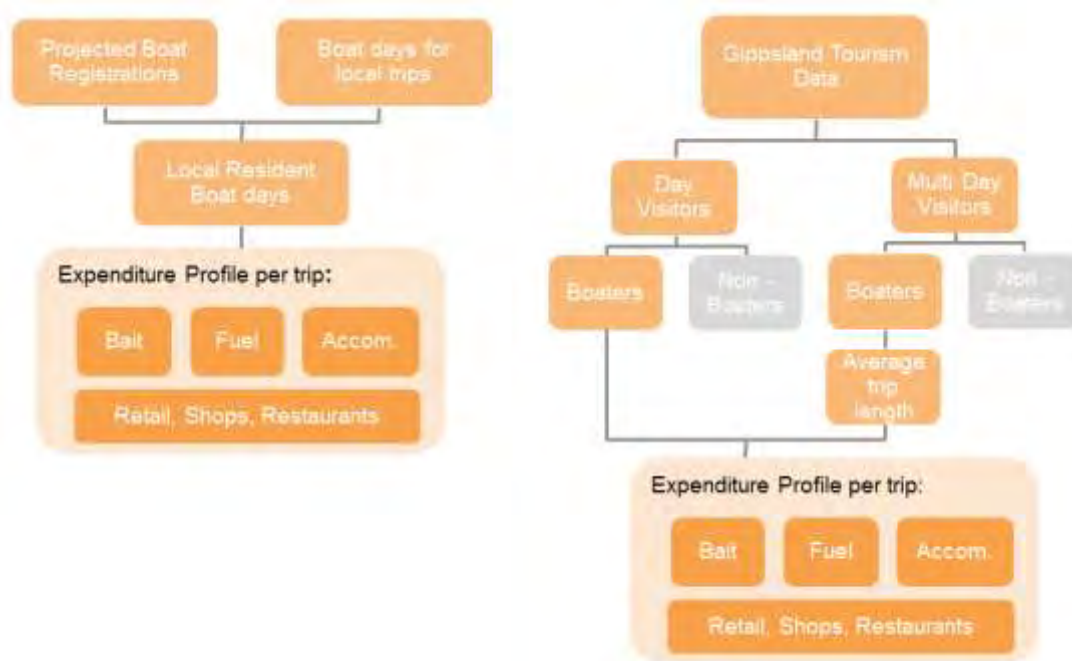 Projected Boat
Registrations
Boat days for
local trips
Local Resident
Boat days
Expenditure Profile per trip:
Bait
Fuel
Accom.
Retail, Shops, Restaurants
Gippsland Tourism
Data
Day
Visitors
Multi Day
Visitors
Boaters
Non -
Boaters
Boaters
Non -
Boaters
Average
trip
length
Expenditure Profile per trip:
Bait
Fuel
Accom.
Retail, Shops, Restaurants